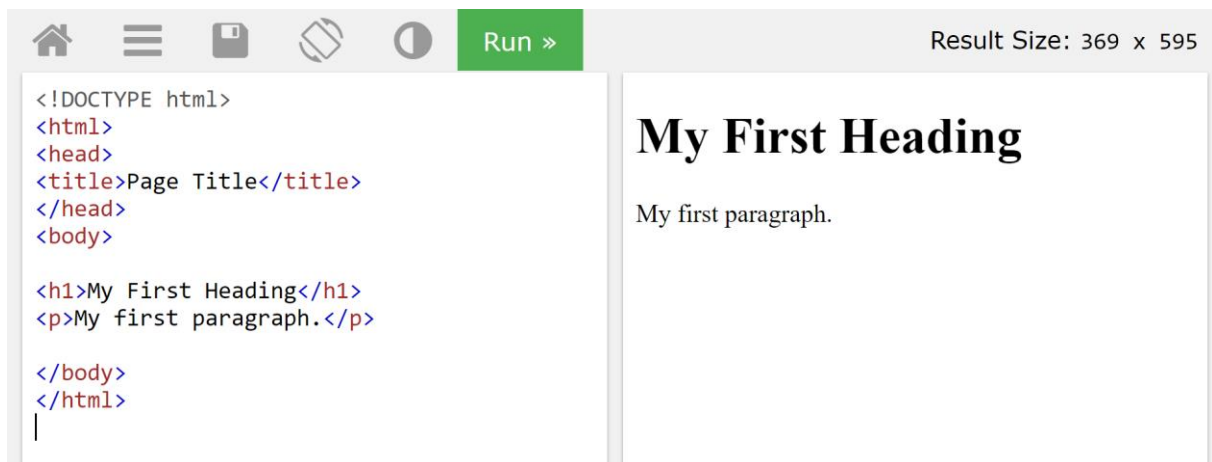 Run »
Result Size: 369 x 595
<!DOCTYPE html>
<html>
<head>
<title>Page Title</title>
</head>
<body>
<h1>My First Heading</h1>
<p>My first paragraph.</p>
</body>
</html>
My First Heading
My first paragraph.